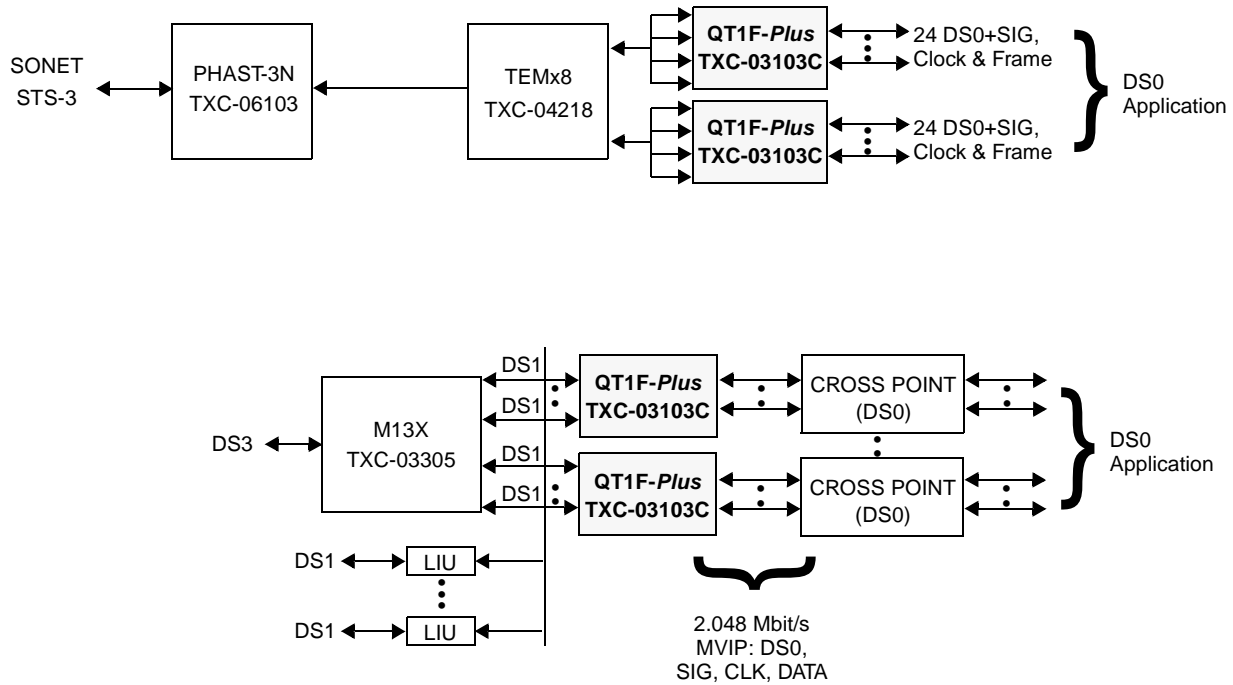 SONET
STS-3
PHAST-3N
TXC-06103
TEMx8
TXC-04218
QT1F-Plus
TXC-03103C
24 DS0+SIG,
Clock & Frame
QT1F-Plus
TXC-03103C
24 DS0+SIG,
Clock & Frame
DS0
Application
DS3
M13X
TXC-03305
DS1
DS1
DS1
DS1
QT1F-Plus
TXC-03103C
QT1F-Plus
TXC-03103C
CROSS POINT
(DS0)
CROSS POINT
(DS0)
DS0
Application
DS1
LIU
DS1
LIU
2.048 Mbit/s
MVIP: DS0,
SIG, CLK, DATA